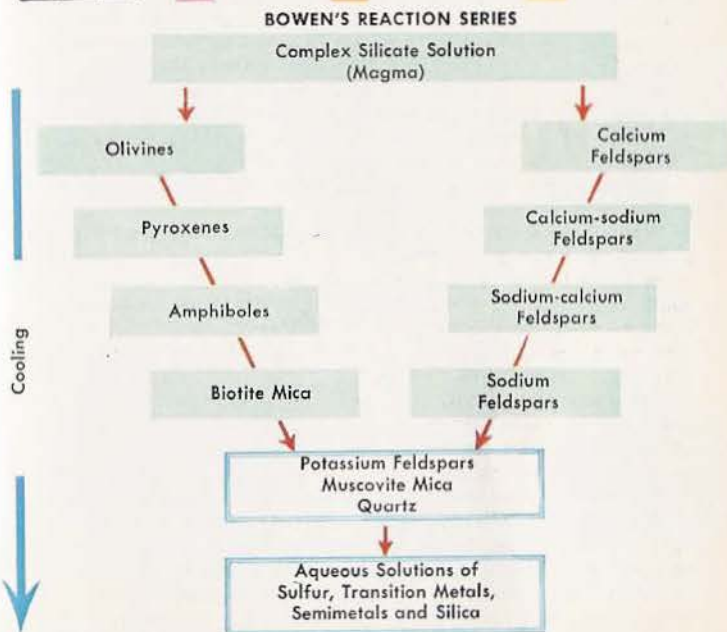 BOWEN'S REACTION SERIES
Complex Silicate Solution
(Magma)
Olivines
Calcium
Feldspars
Pyroxenes
Calcium-sodium
Feldspars
Amphiboles
Sodium-calcium
Feldspars
Cooling
Biotite Mica
Sodium
Feldspars
Potassium Feldspars
Muscovite Mica
Quartz
Aqueous Solutions of
Sulfur, Transition Metals,
Semimetals and Silica